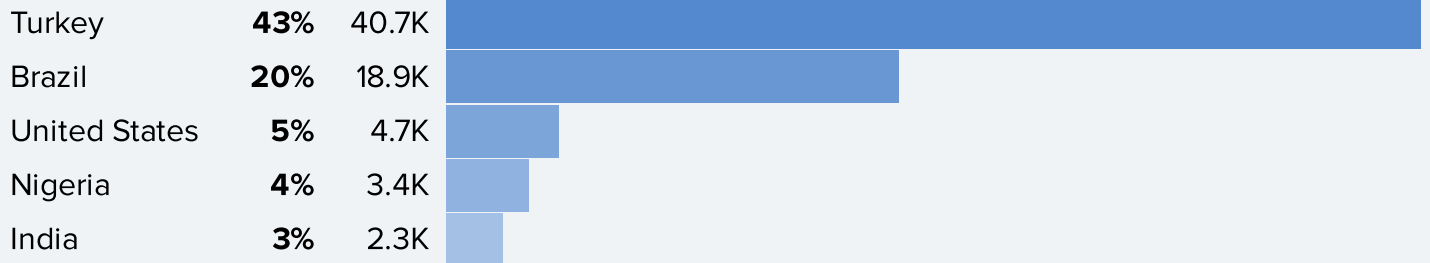 Turkey 43% 40.7K
Brazil 20% 18.9K
United States 5% 4.7K
Nigeria 4% 3.4K
India 3% 2.3K